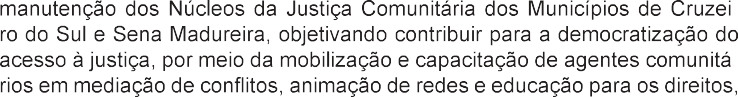 manutenção dos Núcleos da Justiça Comunitária dos Municípios de Cruzei
ro do Sul e Sena Madureira, objetivando contribuir para a democratização do
acesso à justiça, por meio da mobilização e capacitação de agentes comunitá
rios em mediação de conflitos, animação de redes e educação para os direitos,